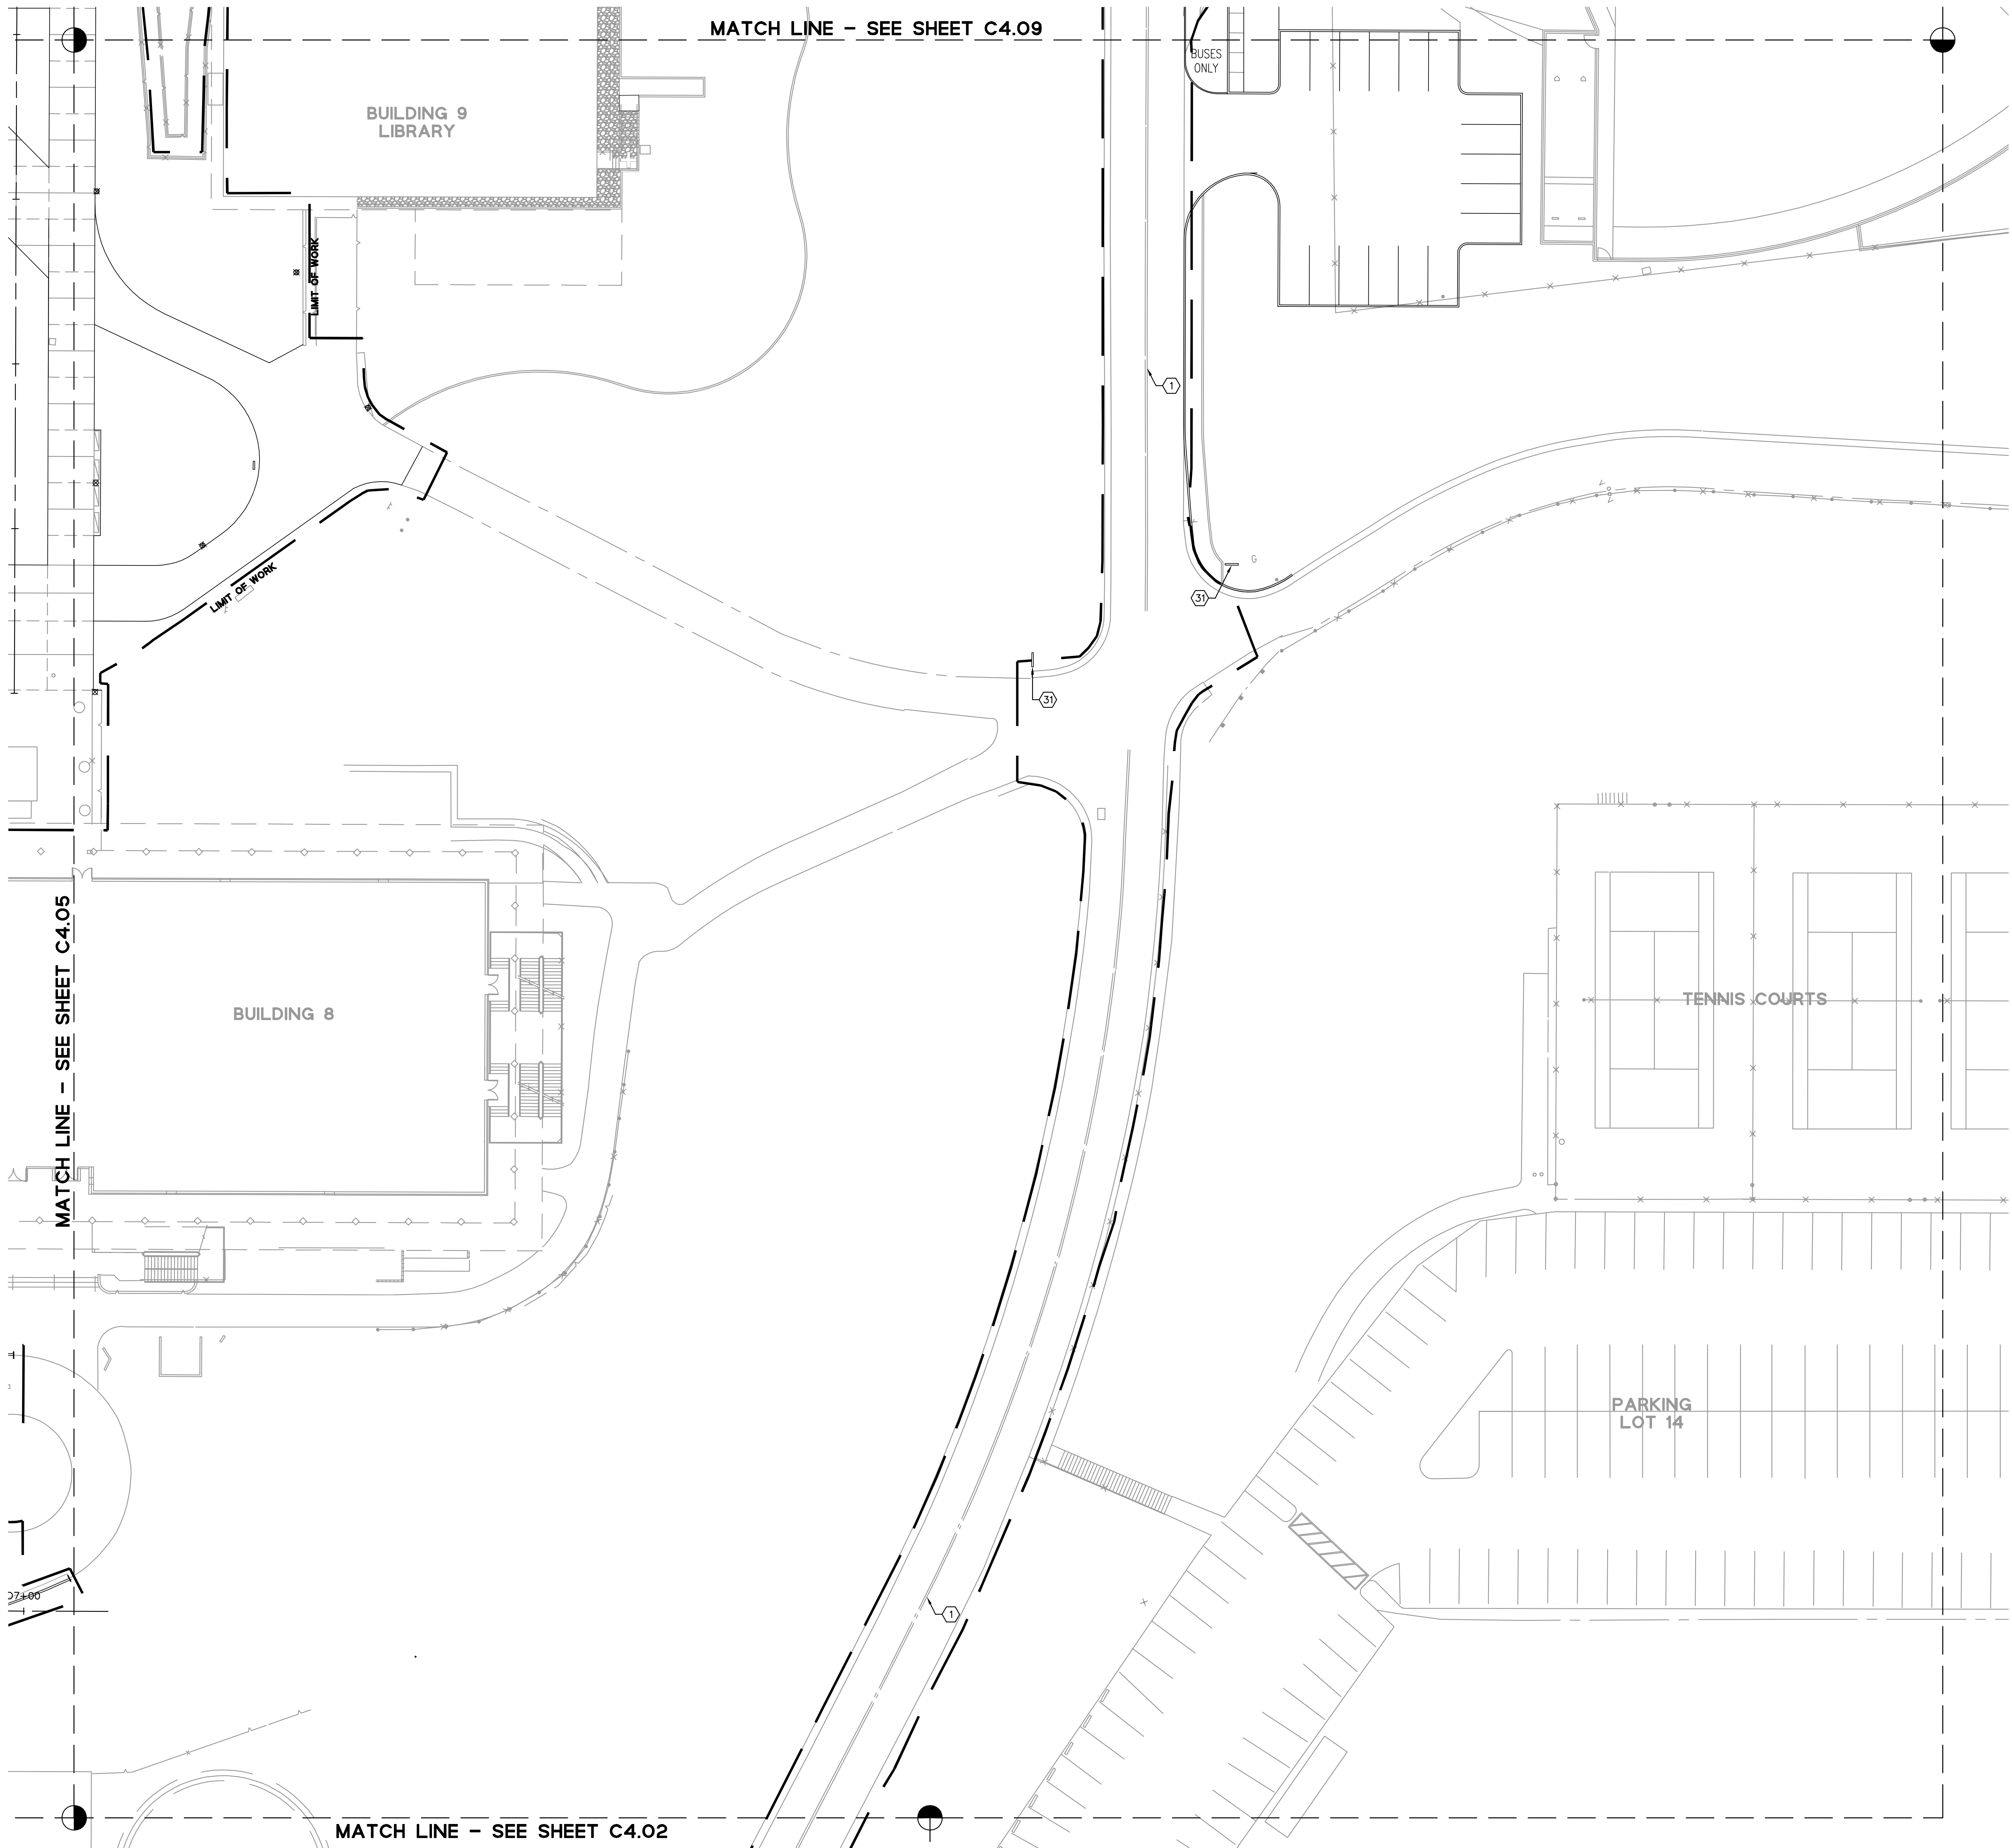 MATCH LINE - SEE SHEET C4.09
BUSES
ONLY
BUILDING 9
LIBRARY
LIMIT OF WORK
1
LIMIT OF WORK
G
31
31
MATCH LINE - SEE SHEET C4.05
BUILDING 8
TENNIS COURTS
PARKING
LOT 14
07+00
1
MATCH LINE - SEE SHEET C4.02